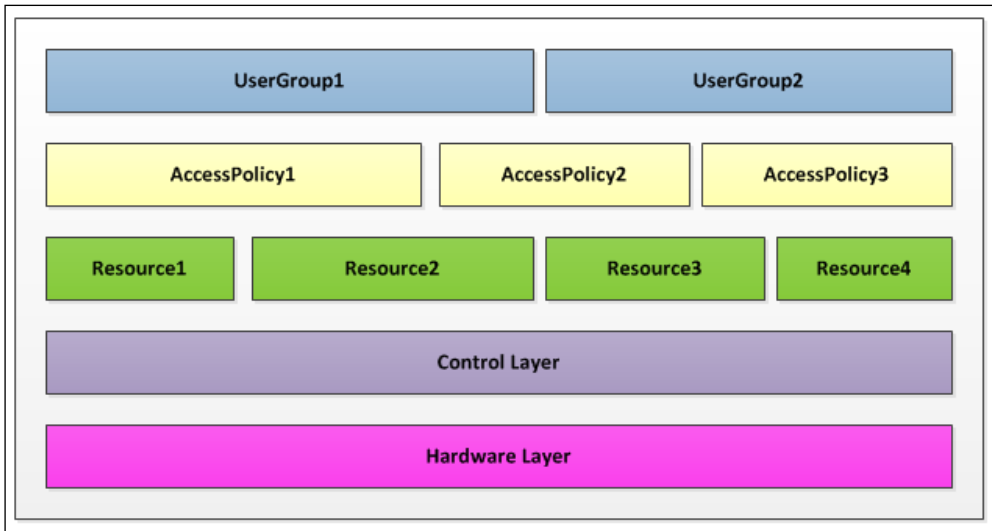 UserGroup1 UserGroup2
AccessPolicy1 AccessPolicy2 AccessPolicy3
Resource1 Resource2 Resource3 Resource4
Control Layer
Hardware Layer